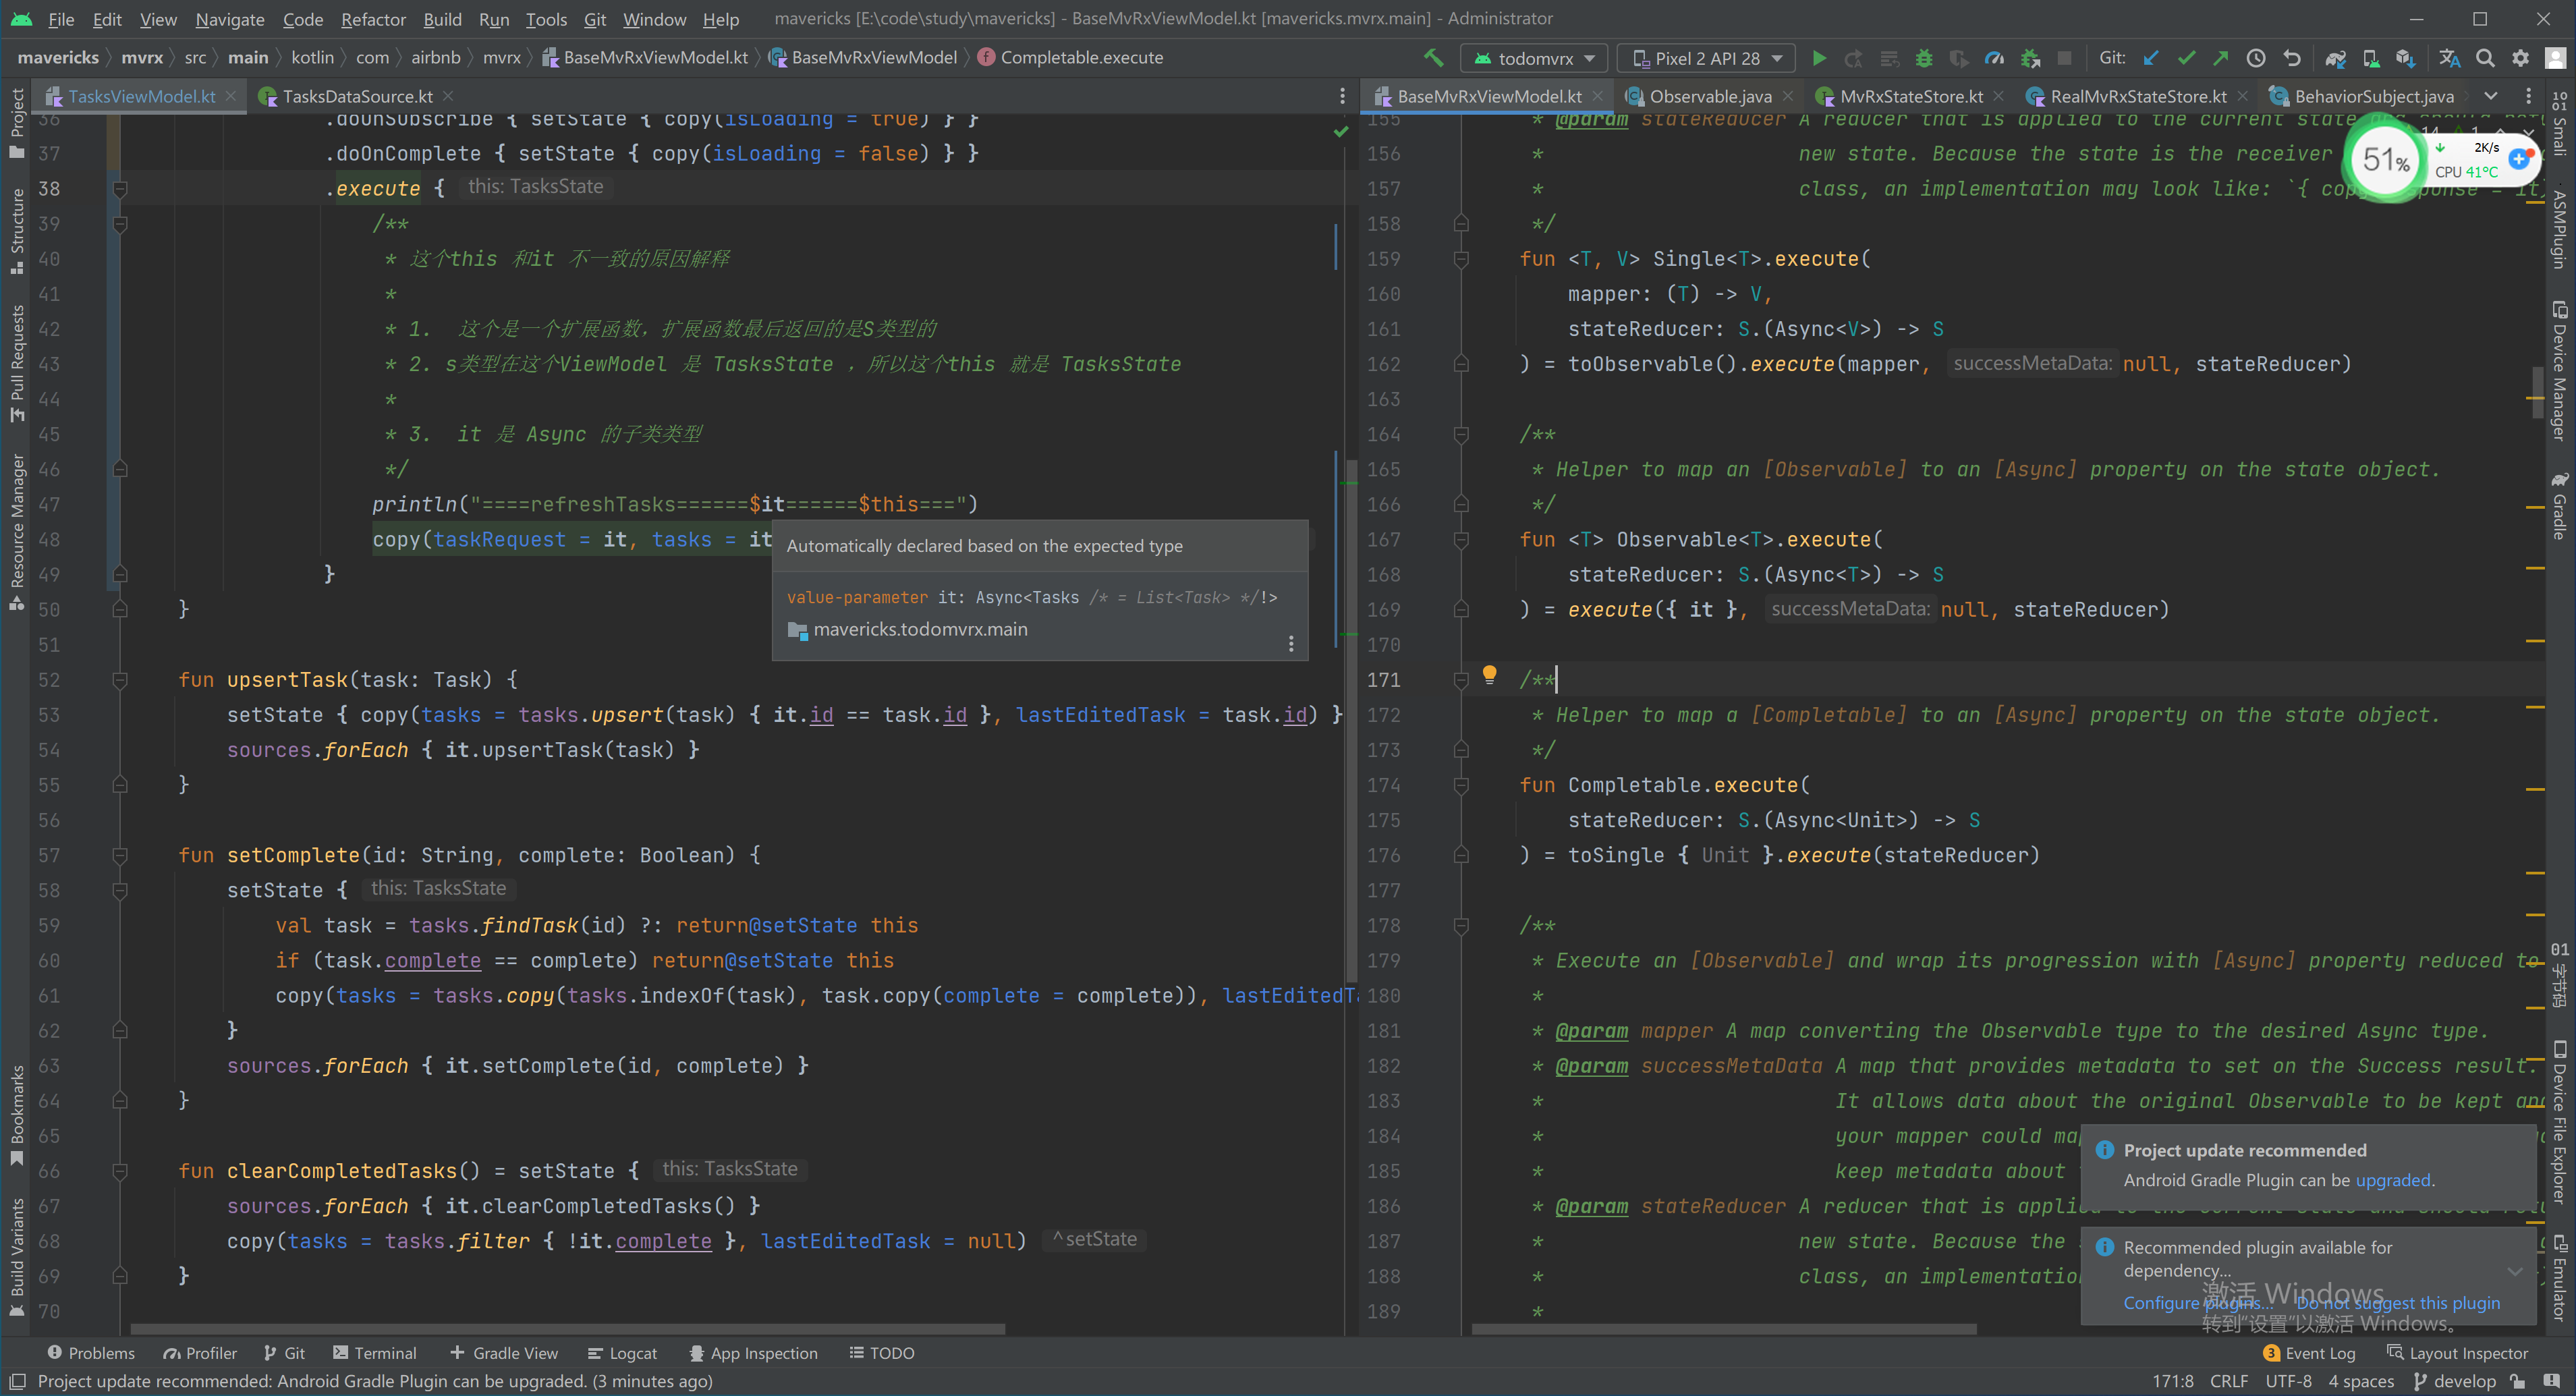 File Edit View Navigate Code Refactor Build Run Tools Git Window Help mavericks [E:\code\study\mavericks] - BaseMvRxViewModel.kt [mavericks.mvrx.main] - Administrator
mavericks mvrx src main kotlin com airbnb mvrx BaseMvRxViewModel.kt BaseMvRxViewModel Completable.execute todomvrx Pixel 2 API 28 Git:
TasksViewModel.kt TasksDataSource.kt
36 .doOnSubscribe { setState { copy(isLoading = true) } }
37 .doOnComplete { setState { copy(isLoading = false) } }
38 .execute { this: TasksState
39 /**
40 * 这个this 和it 不一致的原因解释
41 *
42 * 1. 这个是一个扩展函数，扩展函数最后返回的是S类型的
43 * 2. s类型在这个ViewModel 是 TasksState ，所以这个this 就是 TasksState
44 *
45 * 3. it 是 Async 的子类类型
46 */
47 println("====refreshTasks======$it======$this===")
48 copy(taskRequest = it, tasks = it
Automatically declared based on the expected type
value-parameter it: Async<Tasks /* = List<Task> */!>
mavericks.todomvrx.main
49 }
50 }
51
52 fun upsertTask(task: Task) {
53 setState { copy(tasks = tasks.upsert(task) { it.id == task.id }, lastEditedTask = task.id) }
54 sources.forEach { it.upsertTask(task) }
55 }
56
57 fun setComplete(id: String, complete: Boolean) {
58 setState { this: TasksState
59 val task = tasks.findTask(id) ?: return@setState this
60 if (task.complete == complete) return@setState this
61 copy(tasks = tasks.copy(tasks.indexOf(task), task.copy(complete = complete)), lastEditedT
62 }
63 sources.forEach { it.setComplete(id, complete) }
64 }
65
66 fun clearCompletedTasks() = setState { this: TasksState
67 sources.forEach { it.clearCompletedTasks() }
68 copy(tasks = tasks.filter { !it.complete }, lastEditedTask = null) ^setState
69 }
70
BaseMvRxViewModel.kt Observable.java MvRxStateStore.kt RealMvRxStateStore.kt BehaviorSubject.java
155 * @param stateReducer A reducer that is applied to the current state and should
156 * new state. Because the state is the receiver
157 * class, an implementation may look like: `{
158 */
159 fun <T, V> Single<T>.execute(
160 mapper: (T) -> V,
161 stateReducer: S.(Async<V>) -> S
162 ) = toObservable().execute(mapper, successMetaData: null, stateReducer)
163
164 /**
165 * Helper to map an [Observable] to an [Async] property on the state object.
166 */
167 fun <T> Observable<T>.execute(
168 stateReducer: S.(Async<T>) -> S
169 ) = execute({ it }, successMetaData: null, stateReducer)
170
171 /**
172 * Helper to map a [Completable] to an [Async] property on the state object.
173 */
174 fun Completable.execute(
175 stateReducer: S.(Async<Unit>) -> S
176 ) = toSingle { Unit }.execute(stateReducer)
177
178 /**
179 * Execute an [Observable] and wrap its progression with [Async] property reduced to
180 *
181 * @param mapper A map converting the Observable type to the desired Async type.
182 * @param successMetaData A map that provides metadata to set on the Success result.
183 * It allows data about the original Observable to be kept and
184 * your mapper could
185 * keep metadata about
186 * @param stateReducer A reducer that is applied to the current state and should
187 * new state. Because the
188 * class, an implementation
189 *
51% 2K/s
CPU 41°C
Project update recommended
Android Gradle Plugin can be upgraded.
Recommended plugin available for
dependency...
Configure plugins... Do not suggest this plugin
激活 Windows
转到“设置”以激活 Windows。
Project
Structure
Pull Requests
Resource Manager
Bookmarks
Build Variants
Smali
ASMPlugin
Device Manager
Gradle
字节码
Device File Explorer
Emulator
Problems Profiler Git Terminal Gradle View Logcat App Inspection TODO 3 Event Log Layout Inspector
Project update recommended: Android Gradle Plugin can be upgraded. (3 minutes ago) 171:8 CRLF UTF-8 4 spaces develop